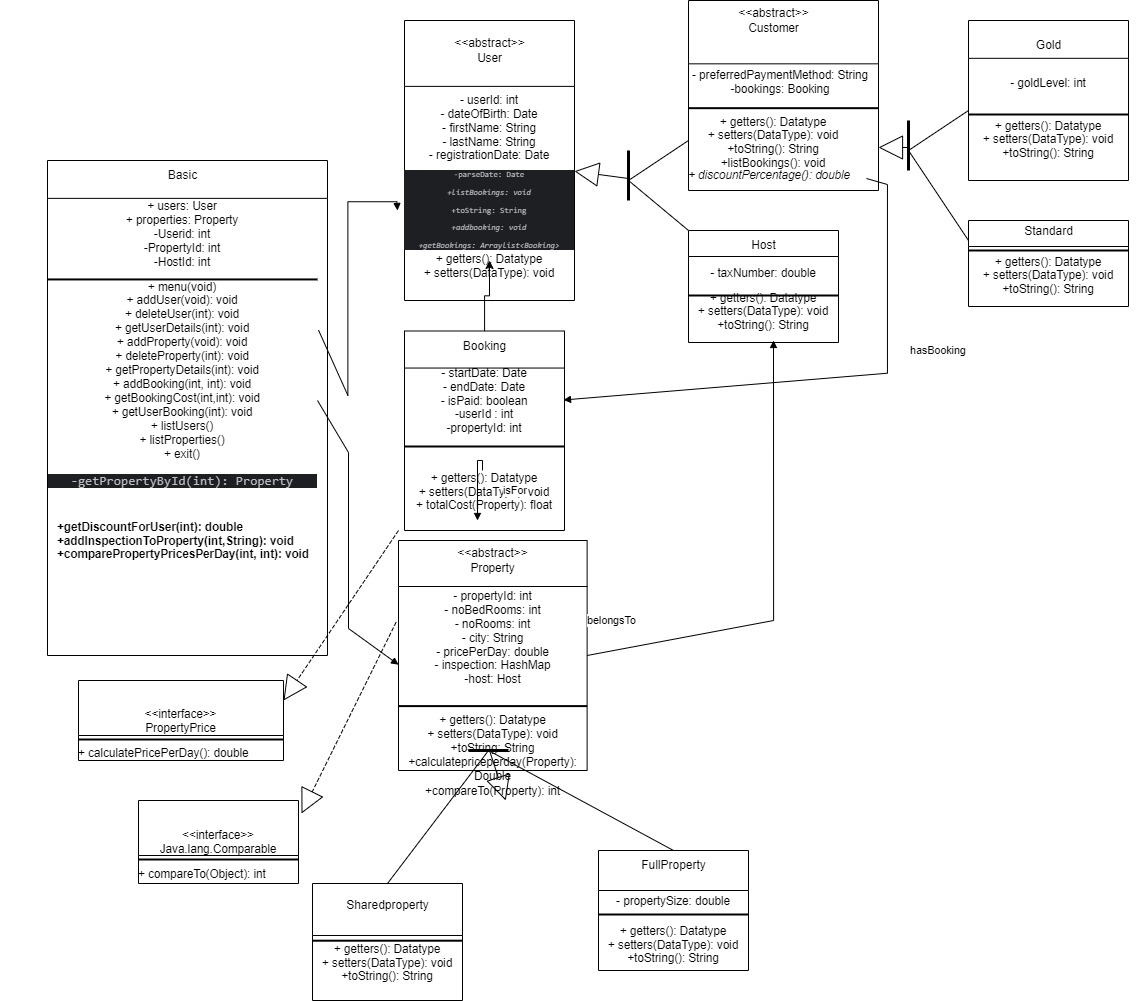 <<abstract>>
User
- userId: int
- dateOfBirth: Date
- firstName: String
- lastName: String
- registrationDate: Date
-parseDate: Date
+listBookings: void
+toString: String
+addbooking: void
+getBookings: Arraylist<Booking>
+ getters(): Datatype
+ setters(DataType): void
<<abstract>>
Customer
- preferredPaymentMethod: String
-bookings: Booking
+ getters(): Datatype
+ setters(DataType): void
+toString(): String
+listBookings(): void
+ discountPercentage(): double
Gold
- goldLevel: int
+ getters(): Datatype
+ setters(DataType): void
+toString(): String
Standard
+ getters(): Datatype
+ setters(DataType): void
+toString(): String
Host
- taxNumber: double
+ getters(): Datatype
+ setters(DataType): void
+toString(): String
hasBooking
Basic
+ users: User
+ properties: Property
-Userid: int
-PropertyId: int
-HostId: int
+ menu(void)
+ addUser(void): void
+ deleteUser(int): void
+ getUserDetails(int): void
+ addProperty(void): void
+ deleteProperty(int): void
+ getPropertyDetails(int): void
+ addBooking(int, int): void
+ getBookingCost(int,int): void
+ getUserBooking(int): void
+ listUsers()
+ listProperties()
+ exit()
-getPropertyById(int): Property
+getDiscountForUser(int): double
+addInspectionToProperty(int,String): void
+comparePropertyPricesPerDay(int, int): void
Booking
- startDate: Date
- endDate: Date
- isPaid: boolean
-userId : int
-propertyId: int
+ getters(): Datatype
+ setters(DataType): void
isFor
+ totalCost(Property): float
<<abstract>>
Property
- propertyId: int
- noBedRooms: int
- noRooms: int
- city: String
- pricePerDay: double
- inspection: HashMap
-host: Host
+ getters(): Datatype
+ setters(DataType): void
+toString: String
+calculatepriceperday(Property):
Double
+compareTo(Property): int
belongsTo
<<interface>>
PropertyPrice
+ calculatePricePerDay(): double
<<interface>>
Java.lang.Comparable
+ compareTo(Object): int
Sharedproperty
+ getters(): Datatype
+ setters(DataType): void
+toString(): String
FullProperty
- propertySize: double
+ getters(): Datatype
+ setters(DataType): void
+toString(): String